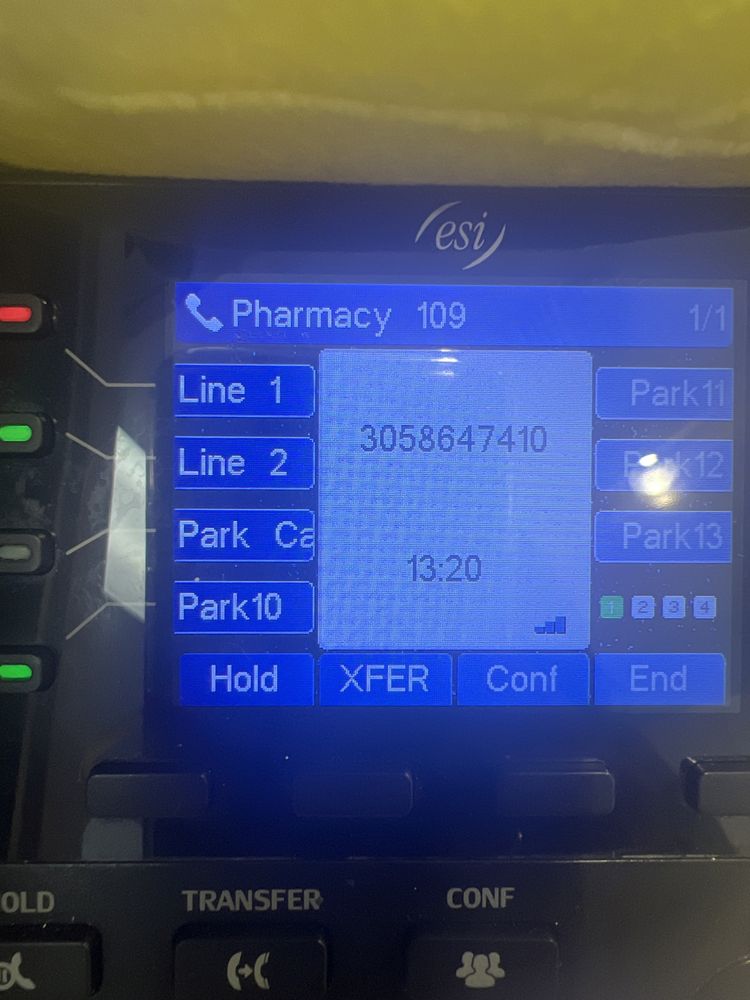 esi
Pharmacy 109 1/1
Line 1
3058647410
Park11
Line 2
Park12
Park Ca
13:20
Park13
Park10
1 2 3 4
Hold XFER Conf End
OLD TRANSFER CONF